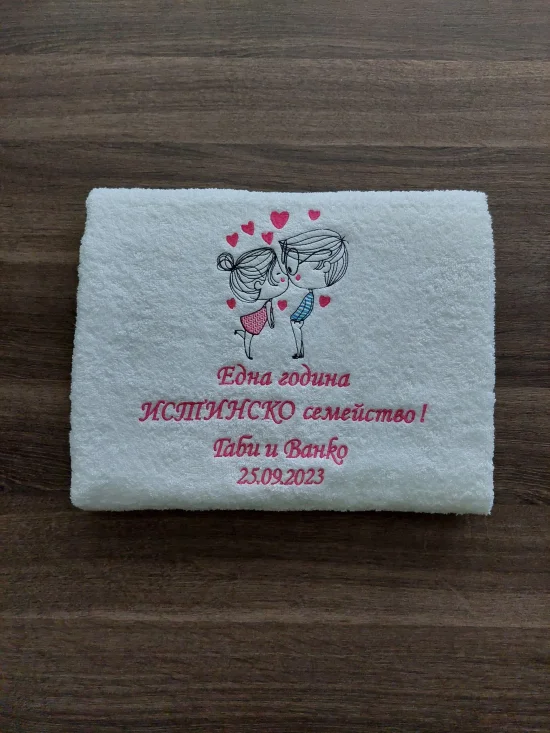 Една година
ИСТИНСКО семейство!
Габи и Ванко
25.09.2023